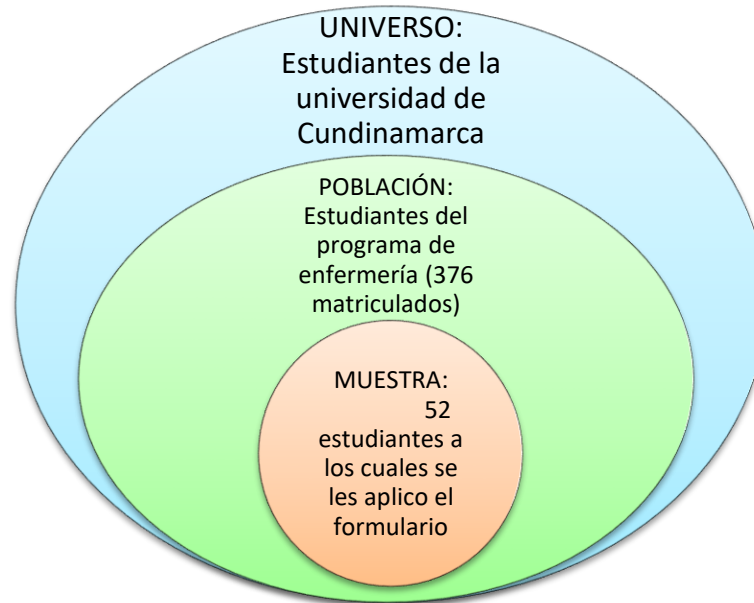 UNIVERSO:
Estudiantes de la
universidad de
Cundinamarca
POBLACIÓN:
Estudiantes del
programa de
enfermería (376
matriculados)
MUESTRA:
52
estudiantes a
los cuales se
les aplico el
formulario